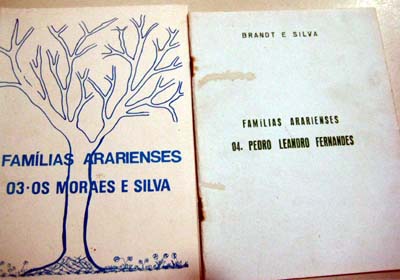 FAMÍLIAS ARARIENSES
03·OS MORAES E SILVA
BRANDT E SILVA
FAMÍLIAS ARARIENSES
04. PEDRO LEANDRO FERNANDES